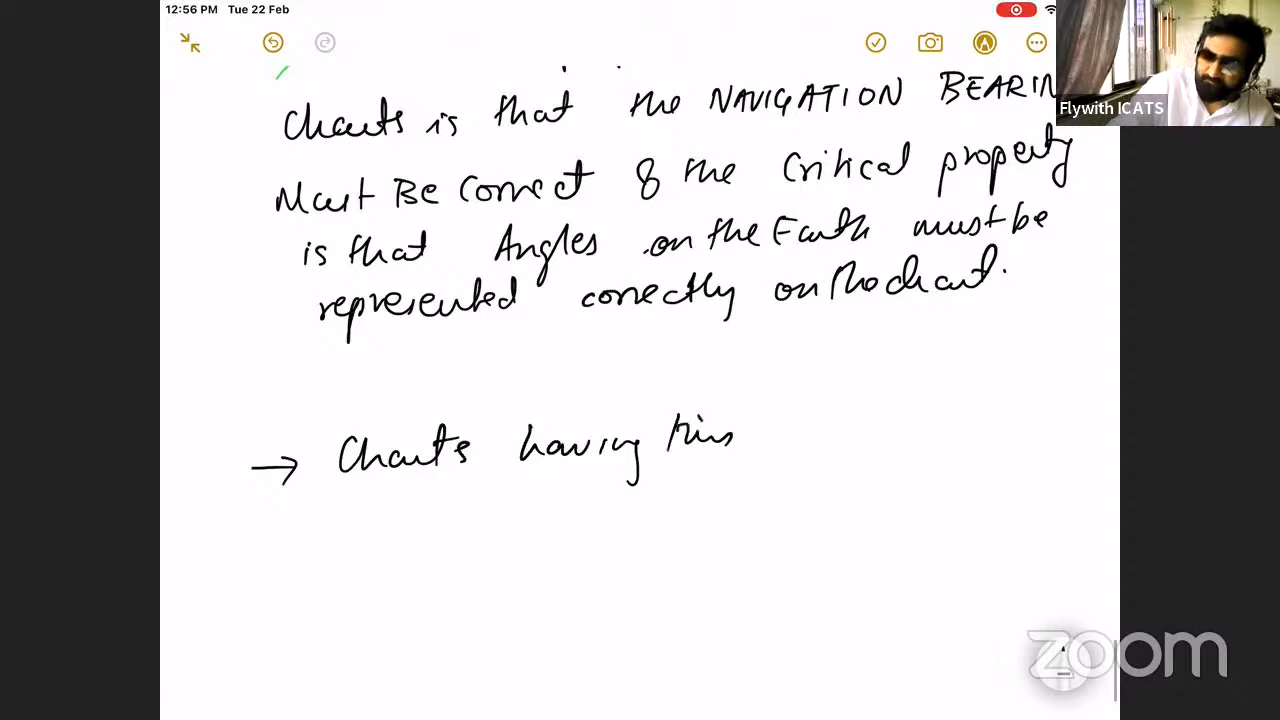 12:56 PM Tue 22 Feb
Charts is that the NAVIGATION BEARIN
Flywith ICATS
Must Be Correct & the Critical property
is that Angles on the Earth must be
represented correctly on the chart.
→ Charts having this
zoom